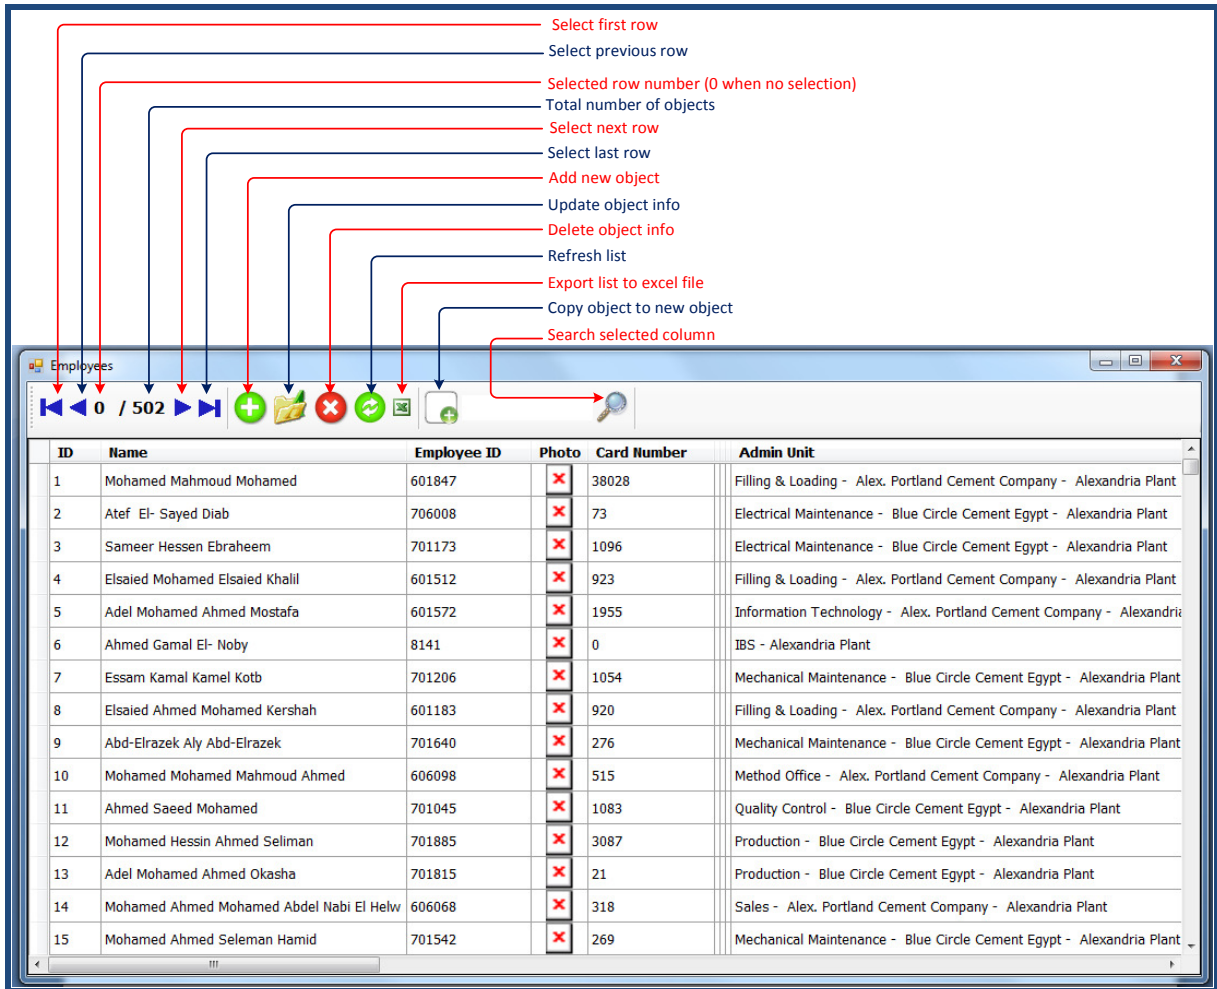 Select first row
Select previous row
Selected row number (0 when no selection)
Total number of objects
Select next row
Select last row
Add new object
Update object info
Delete object info
Refresh list
Export list to excel file
Copy object to new object
Search selected column
Employees
0 / 502
ID Name Employee ID Photo Card Number Admin Unit
1 Mohamed Mahmoud Mohamed 601847 38028 Filling & Loading - Alex. Portland Cement Company - Alexandria Plant
2 Atef El- Sayed Diab 706008 73 Electrical Maintenance - Blue Circle Cement Egypt - Alexandria Plant
3 Sameer Hessen Ebraheem 701173 1096 Electrical Maintenance - Blue Circle Cement Egypt - Alexandria Plant
4 Elsaied Mohamed Elsaied Khalil 601512 923 Filling & Loading - Alex. Portland Cement Company - Alexandria Plant
5 Adel Mohamed Ahmed Mostafa 601572 1955 Information Technology - Alex. Portland Cement Company - Alexandri
6 Ahmed Gamal El- Noby 8141 0 IBS - Alexandria Plant
7 Essam Kamal Kamel Kotb 701206 1054 Mechanical Maintenance - Blue Circle Cement Egypt - Alexandria Plant
8 Elsaied Ahmed Mohamed Kershah 601183 920 Filling & Loading - Alex. Portland Cement Company - Alexandria Plant
9 Abd-Elrazek Aly Abd-Elrazek 701640 276 Mechanical Maintenance - Blue Circle Cement Egypt - Alexandria Plant
10 Mohamed Mohamed Mahmoud Ahmed 606098 515 Method Office - Alex. Portland Cement Company - Alexandria Plant
11 Ahmed Saeed Mohamed 701045 1083 Quality Control - Blue Circle Cement Egypt - Alexandria Plant
12 Mohamed Hessin Ahmed Seliman 701885 3087 Production - Blue Circle Cement Egypt - Alexandria Plant
13 Adel Mohamed Ahmed Okasha 701815 21 Production - Blue Circle Cement Egypt - Alexandria Plant
14 Mohamed Ahmed Mohamed Abdel Nabi El Helw 606068 318 Sales - Alex. Portland Cement Company - Alexandria Plant
15 Mohamed Ahmed Seleman Hamid 701542 269 Mechanical Maintenance - Blue Circle Cement Egypt - Alexandria Plant